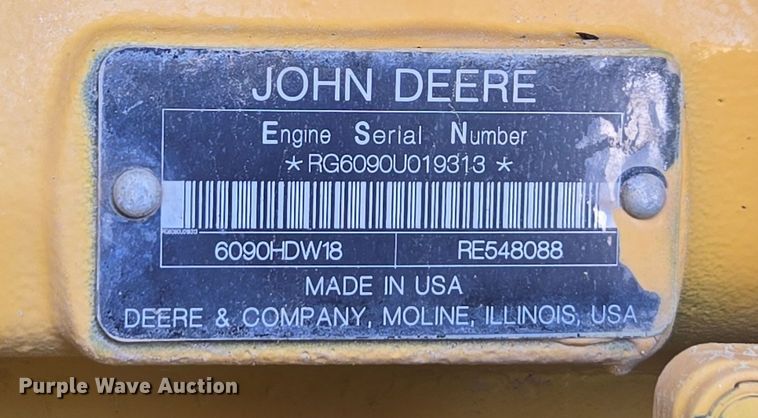 JOHN DEERE
Engine Serial Number
*RG6090U019313*
RG6090U019313
6090HDW18 RE548088
MADE IN USA
DEERE & COMPANY, MOLINE, ILLINOIS, USA
Purple Wave Auction